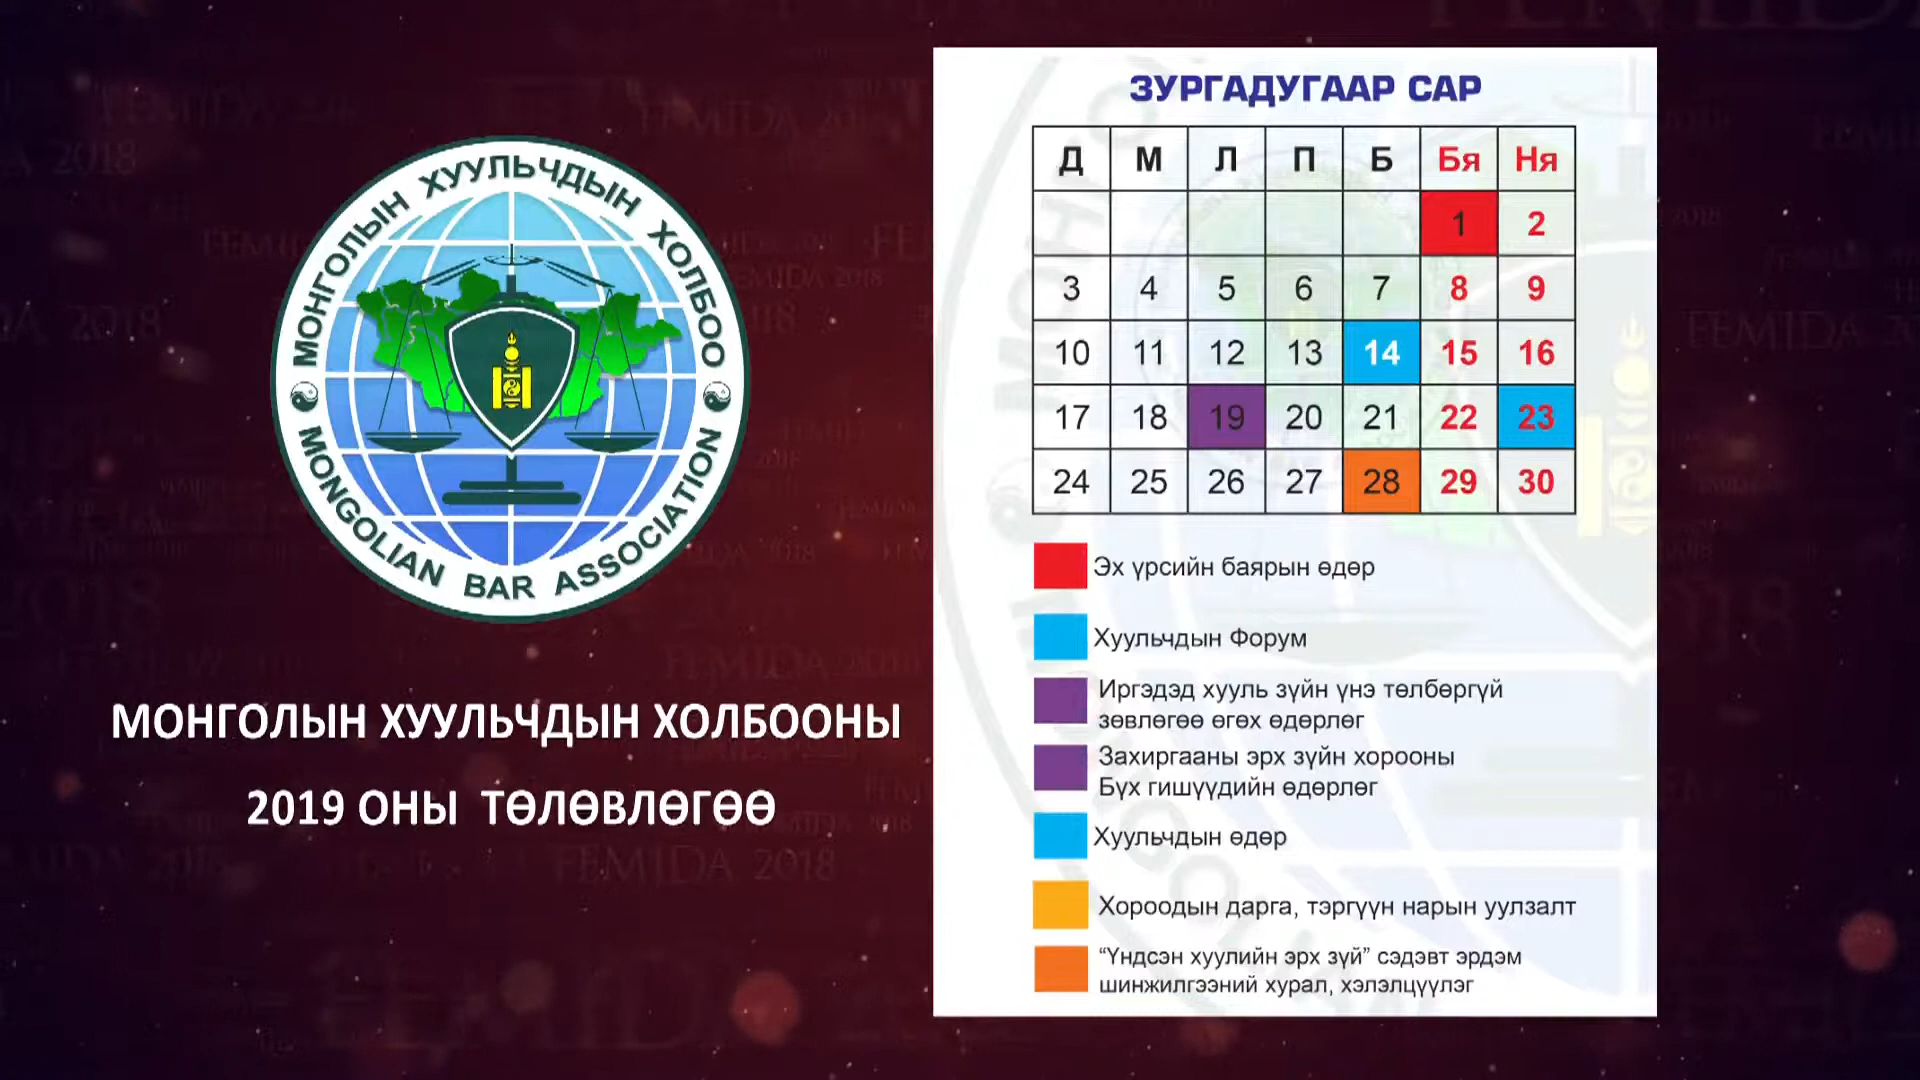 МОНГОЛЫН ХУУЛЬЧДЫН ХОЛБОО
MONGOLIAN BAR ASSOCIATION
МОНГОЛЫН ХУУЛЬЧДЫН ХОЛБООНЫ
2019 ОНЫ ТӨЛӨВЛӨГӨӨ
ЗУРГАДУГААР САР
Д М Л П Б Бя Ня
1 2
3 4 5 6 7 8 9
10 11 12 13 14 15 16
17 18 19 20 21 22 23
24 25 26 27 28 29 30
Эх үрсийн баярын өдөр
Хуульчдын Форум
Иргэдэд хууль зүйн үнэ төлбөргүй
зөвлөгөө өгөх өдөрлөг
Захиргааны эрх зүйн хорооны
Бүх гишүүдийн өдөрлөг
Хуульчдын өдөр
Хороодын дарга, тэргүүн нарын уулзалт
“Үндсэн хуулийн эрх зүй” сэдэвт эрдэм
шинжилгээний хурал, хэлэлцүүлэг
FEMIDA 2018